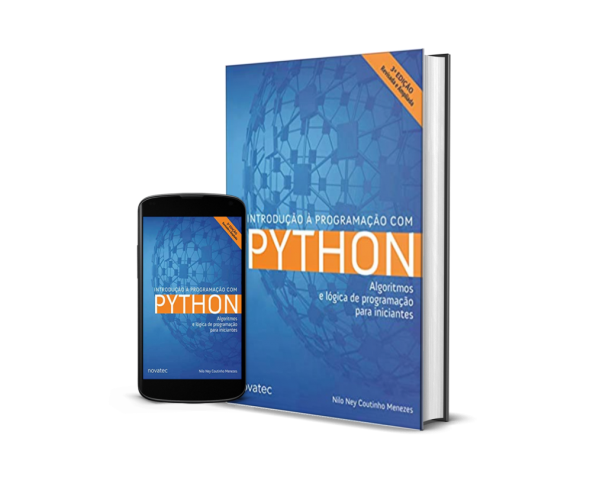 3ª EDIÇÃO
Revisada e Ampliada
INTRODUÇÃO À PROGRAMAÇÃO COM
PYTHON
Algoritmos
e lógica de programação
para iniciantes
ovatec
Nilo Ney Coutinho Menezes
INTRODUÇÃO À PROGRAMAÇÃO COM
PYTHON
Algoritmos
e lógica de programação
para iniciantes
novatec
Nilo Ney Coutinho Menezes